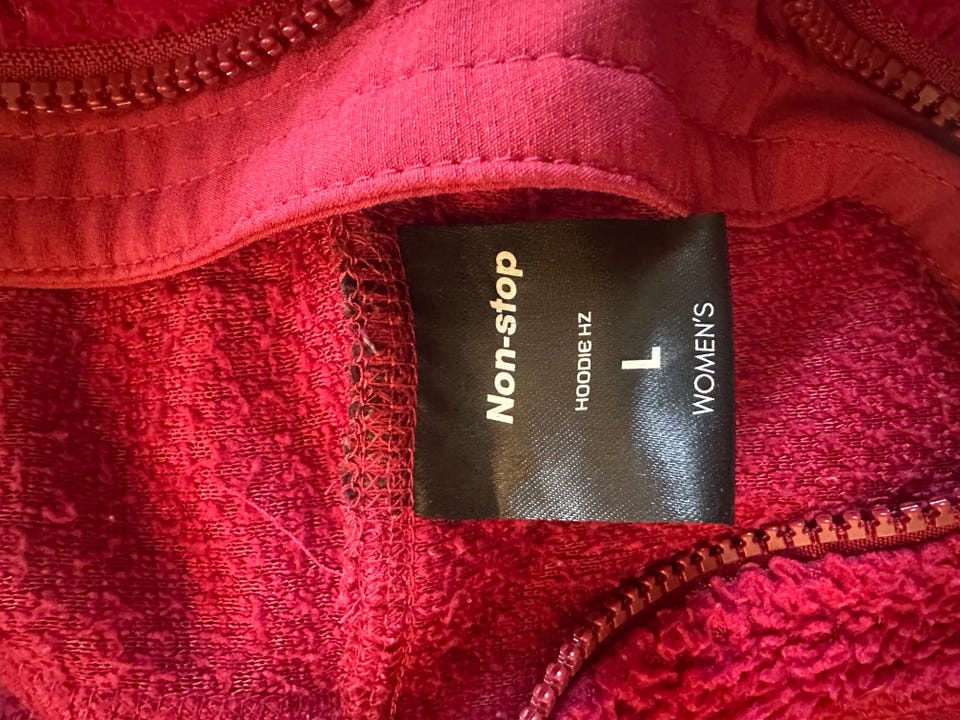 Non-stop
HOODIE HZ
L
WOMEN'S